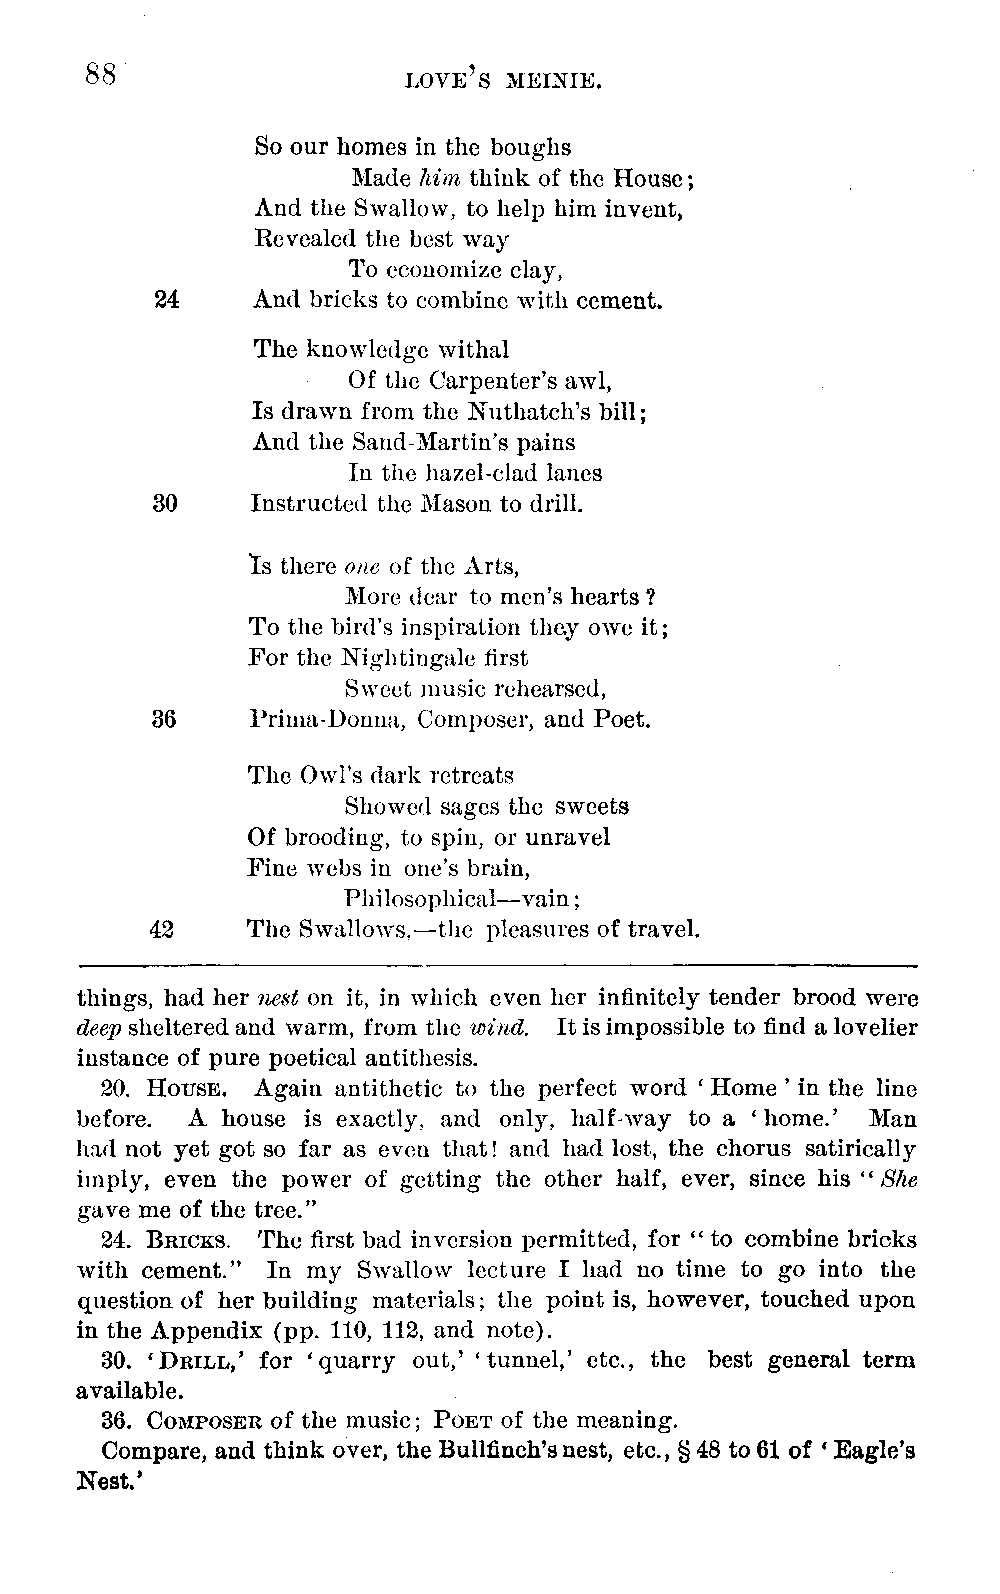 88
LOVE'S MEINIE.
So our homes in the boughs
Made him think of the House;
And the Swallow, to help him invent,
Revealed the best way
To economize clay,
24 And bricks to combine with cement.
The knowledge withal
Of the Carpenter's awl,
Is drawn from the Nuthatch's bill;
And the Sand-Martin's pains
In the hazel-clad lanes
30 Instructed the Mason to drill.
Is there one of the Arts,
More dear to men's hearts?
To the bird's inspiration they owe it;
For the Nightingale first
Sweet music rehearsed,
36 Prima-Donna, Composer, and Poet.
The Owl's dark retreats
Showed sages the sweets
Of brooding, to spin, or unravel
Fine webs in one's brain,
Philosophical—vain;
42 The Swallows,—the pleasures of travel.
things, had her nest on it, in which even her infinitely tender brood were
deep sheltered and warm, from the wind. It is impossible to find a lovelier
instance of pure poetical antithesis.
20. HOUSE. Again antithetic to the perfect word 'Home' in the line
before. A house is exactly, and only, half-way to a 'home.' Man
had not yet got so far as even that! and had lost, the chorus satirically
imply, even the power of getting the other half, ever, since his "She
gave me of the tree."
24. BRICKS. The first bad inversion permitted, for "to combine bricks
with cement." In my Swallow lecture I had no time to go into the
question of her building materials; the point is, however, touched upon
in the Appendix (pp. 110, 112, and note).
30. 'DRILL,' for 'quarry out,' 'tunnel,' etc., the best general term
available.
36. COMPOSER of the music; POET of the meaning.
Compare, and think over, the Bullfinch's nest, etc., § 48 to 61 of 'Eagle's
Nest.'